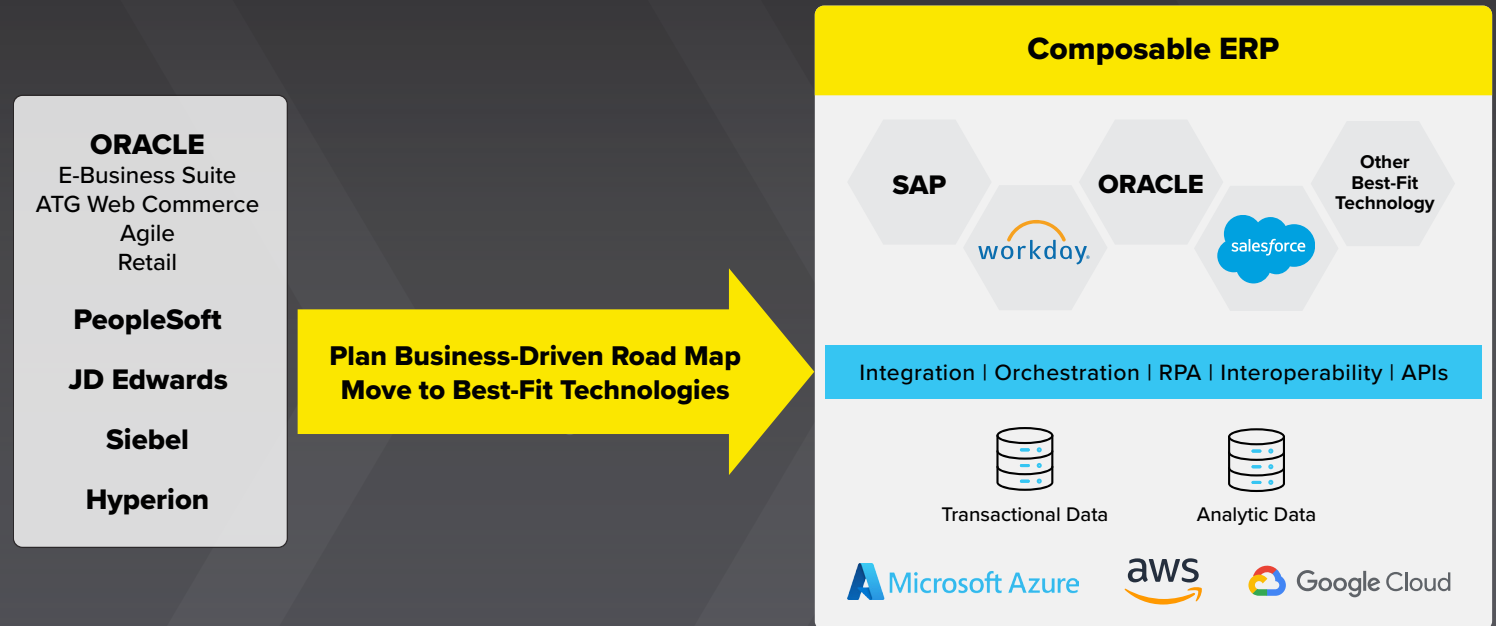 ORACLE
E-Business Suite
ATG Web Commerce
Agile
Retail
PeopleSoft
JD Edwards
Siebel
Hyperion
Plan Business-Driven Road Map
Move to Best-Fit Technologies
Composable ERP
SAP
workday.
ORACLE
salesforce
Other
Best-Fit
Technology
Integration | Orchestration | RPA | Interoperability | APIs
Transactional Data
Analytic Data
Microsoft Azure
aws
Google Cloud